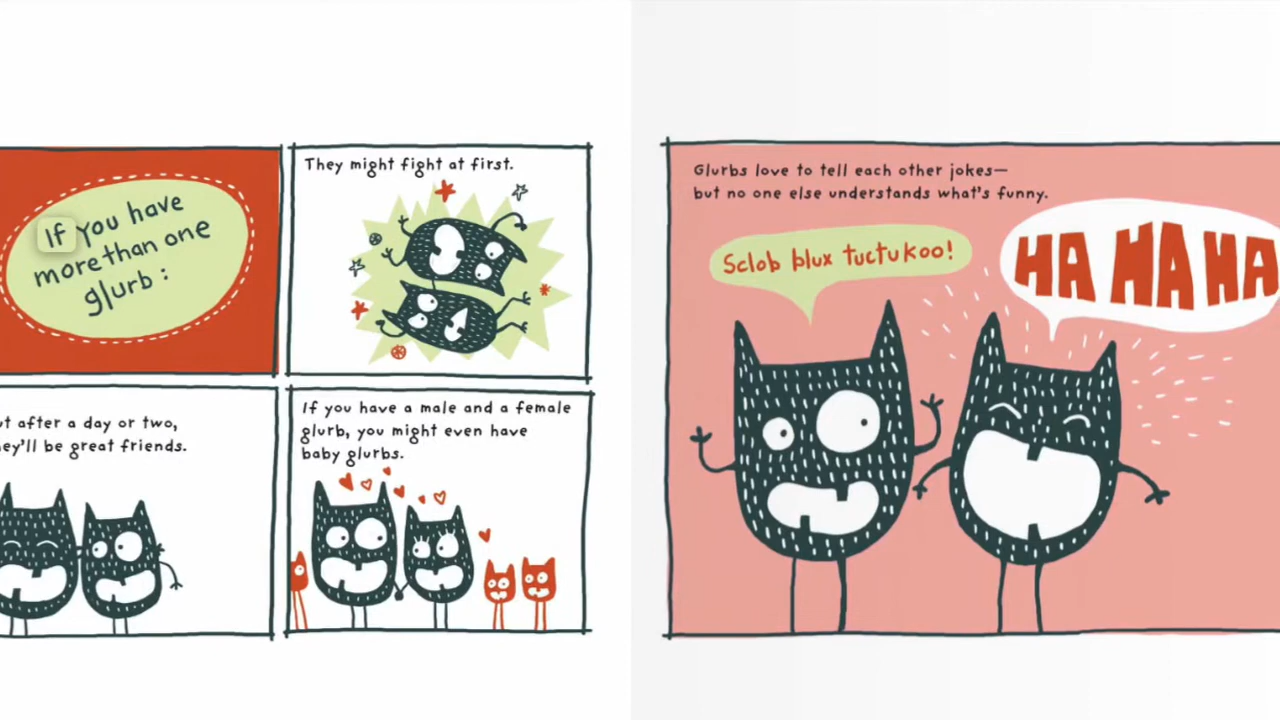 If you have
more than one
glurb:
They might fight at first.
after a day or two,
be great friends.
If you have a male and a female
glurb, you might even have
baby glurbs.
Glurbs love to tell each other jokes—
but no one else understands what's funny.
Sclob blux tuctukoo!
HA HA HA